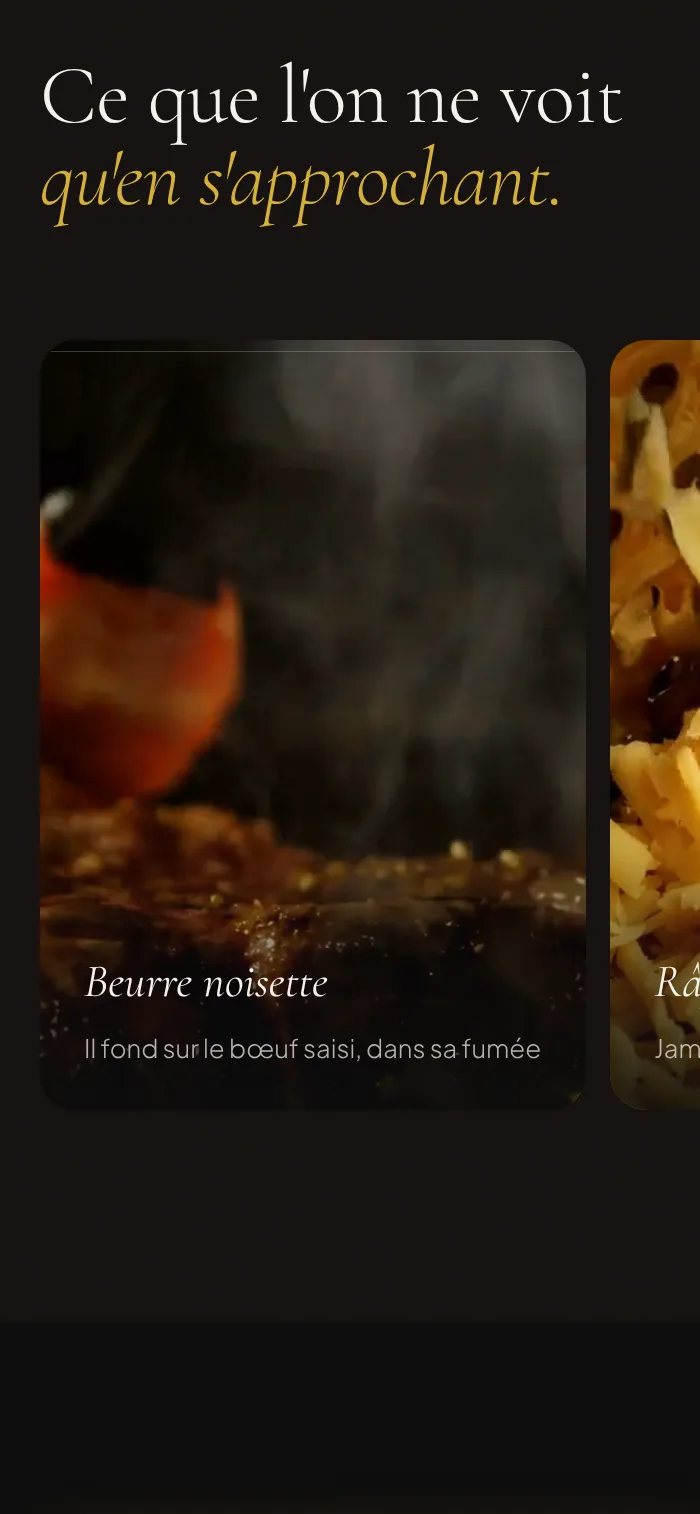 Ce que l'on ne voit
qu'en s'approchant.
Beurre noisette
Il fond sur le bœuf saisi, dans sa fumée